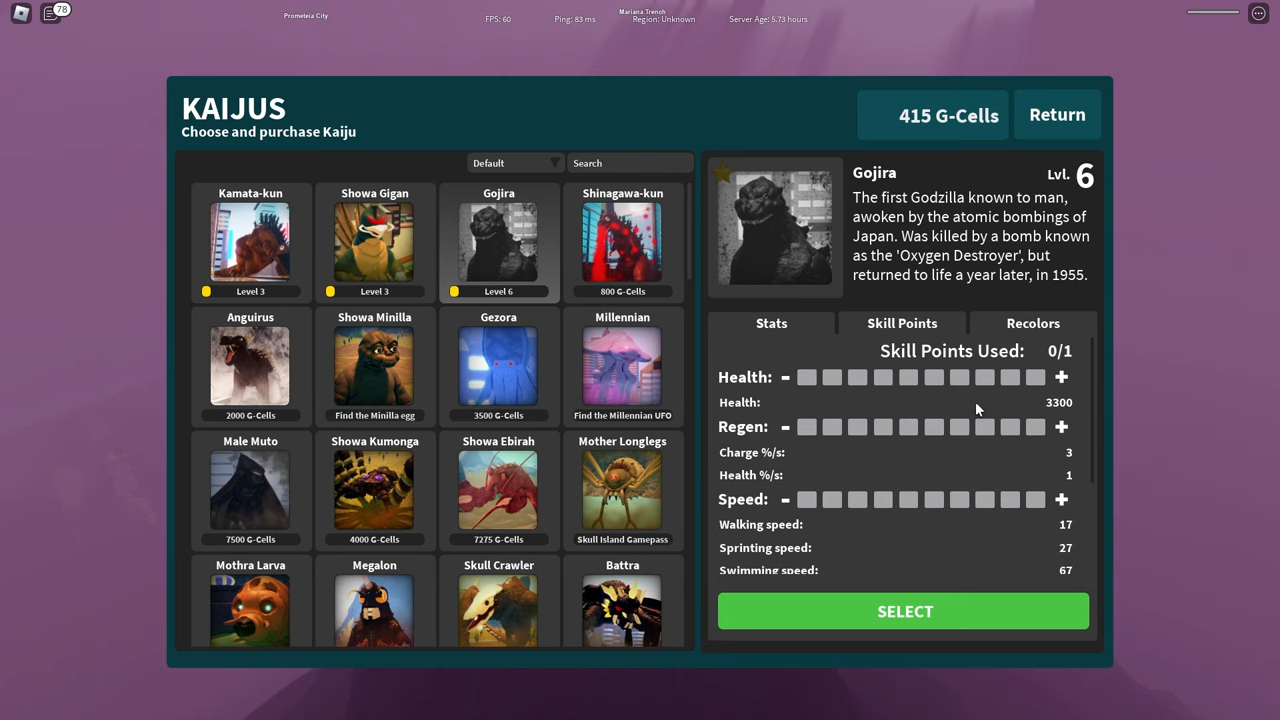 78
Prometeia City
FPS: 60
Ping: 83 ms
Mariana Trench
Region: Unknown
Server Age: 5.73 hours
KAIJUS
Choose and purchase Kaiju
415 G-Cells
Return
Default
Search
Kamata-kun
Showa Gigan
Gojira
Shinagawa-kun
Level 3
Level 3
Level 6
800 G-Cells
Anguirus
Showa Minilla
Gezora
Millennian
2000 G-Cells
Find the Minilla egg
3500 G-Cells
Find the Millennian UFO
Male Muto
Showa Kumonga
Showa Ebirah
Mother Longlegs
7500 G-Cells
4000 G-Cells
7275 G-Cells
Skull Island Gamepass
Mothra Larva
Megalon
Skull Crawler
Battra
Gojira
Lvl. 6
The first Godzilla known to man,
awoken by the atomic bombings of
Japan. Was killed by a bomb known
as the 'Oxygen Destroyer', but
returned to life a year later, in 1955.
Stats
Skill Points
Recolors
Skill Points Used: 0/1
Health: - +
Health: 3300
Regen: - +
Charge %/s: 3
Health %/s: 1
Speed: - +
Walking speed: 17
Sprinting speed: 27
Swimming speed: 67
SELECT